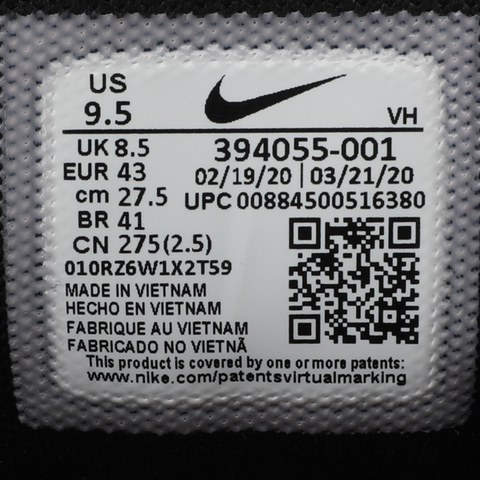 US
9.5
VH
UK 8.5
EUR 43
cm 27.5
BR 41
CN 275(2.5)
394055-001
02/19/20 | 03/21/20
UPC 00884500516380
010RZ6W1X2T59
MADE IN VIETNAM
HECHO EN VIETNAM
FABRIQUE AU VIETNAM
FABRICADO NO VIETNÃ
This product is covered by one or more patents:
www.nike.com/patentsvirtualmarking